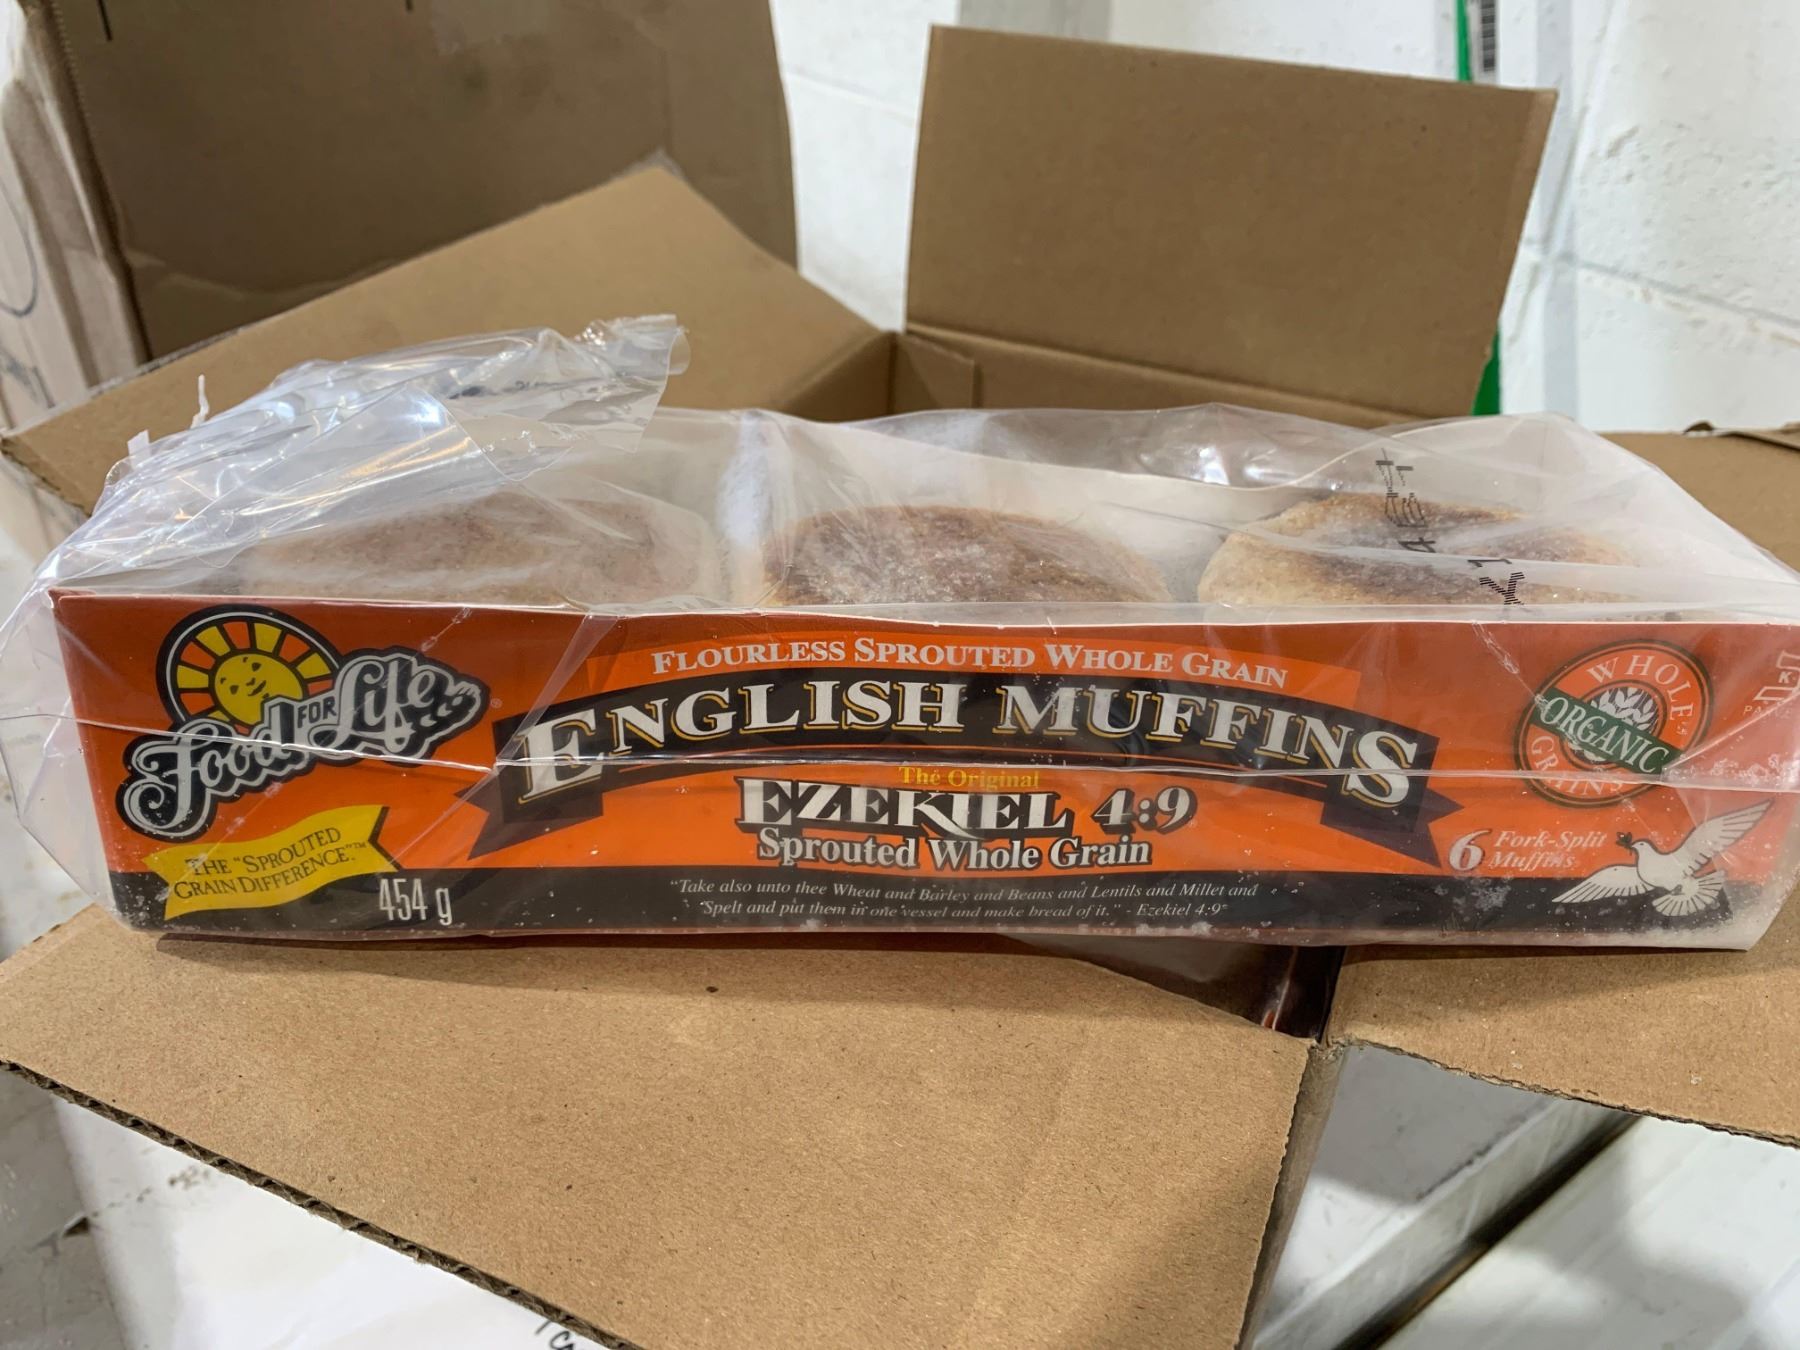 Food FOR Life
THE "SPROUTED
GRAIN DIFFERENCE".™
454 g
FLOURLESS SPROUTED WHOLE GRAIN
ENGLISH MUFFINS
The Original
EZEKIEL 4:9®
Sprouted Whole Grain
"Take also unto thee Wheat and Barley and Beans and Lentils and Millet and
Spelt and put them in one vessel and make bread of it." - Ezekiel 4:9
WHOLE
ORGANIC
GRAINS
6 Fork-Split
Muffins